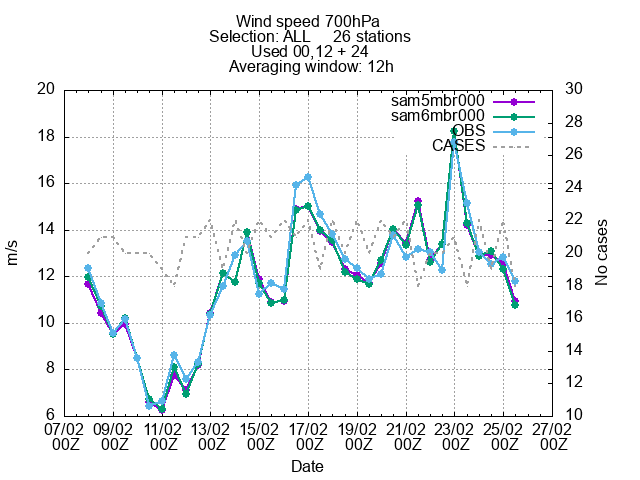 Wind speed 700hPa
Selection: ALL 26 stations
Used 00,12 + 24
Averaging window: 12h
sam5mbr000
sam6mbr000
OBS
CASES
20
18
16
14
12
10
8
6
m/s
30
28
26
24
22
20
18
16
14
12
10
No cases
07/02 09/02 11/02 13/02 15/02 17/02 19/02 21/02 23/02 25/02 27/02
00Z 00Z 00Z 00Z 00Z 00Z 00Z 00Z 00Z 00Z 00Z
Date